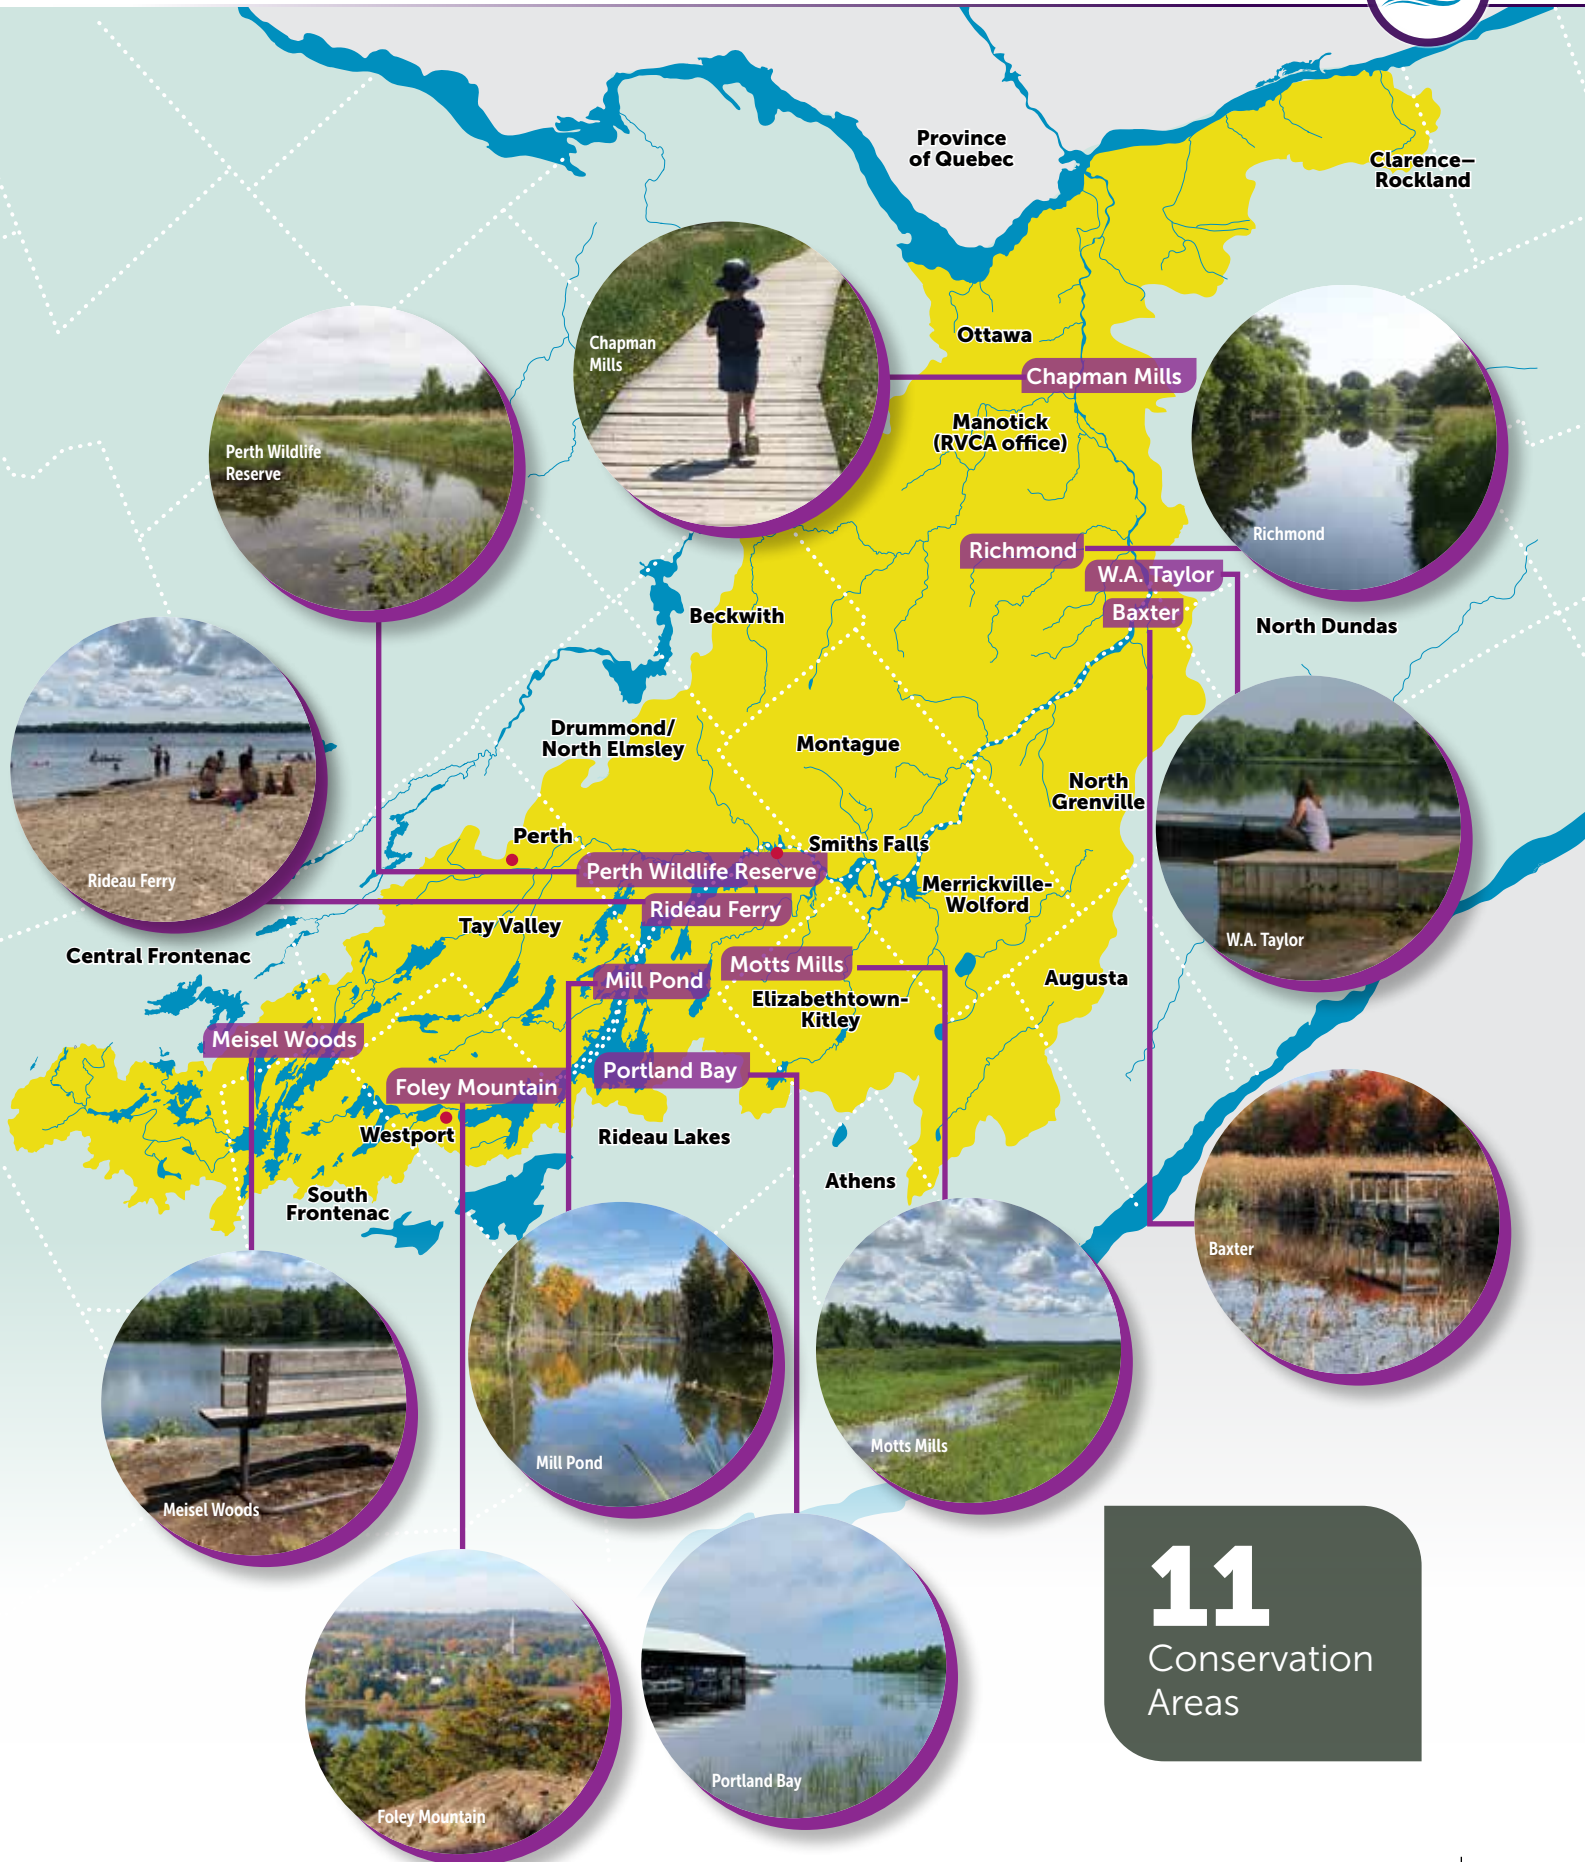 Province
of Quebec
Clarence–
Rockland
Chapman
Mills
Ottawa
Chapman Mills
Manotick
(RVCA office)
Perth Wildlife
Reserve
Richmond
Richmond
W.A. Taylor
Baxter
Beckwith
North Dundas
Drummond/
North Elmsley
Montague
North
Grenville
Perth
Smiths Falls
Perth Wildlife Reserve
Rideau Ferry
Merrickville-
Wolford
Rideau Ferry
Tay Valley
W.A. Taylor
Central Frontenac
Motts Mills
Mill Pond
Augusta
Elizabethtown-
Kitley
Meisel Woods
Portland Bay
Foley Mountain
Westport
Rideau Lakes
Athens
South
Frontenac
Baxter
Motts Mills
Mill Pond
Meisel Woods
11
Conservation
Areas
Portland Bay
Foley Mountain